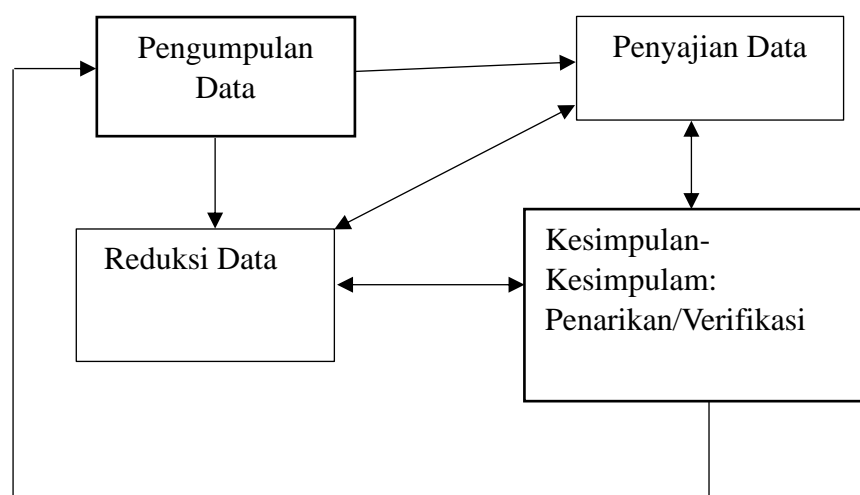 Pengumpulan
Data
Penyajian Data
Reduksi Data
Kesimpulan-
Kesimpulam:
Penarikan/Verifikasi